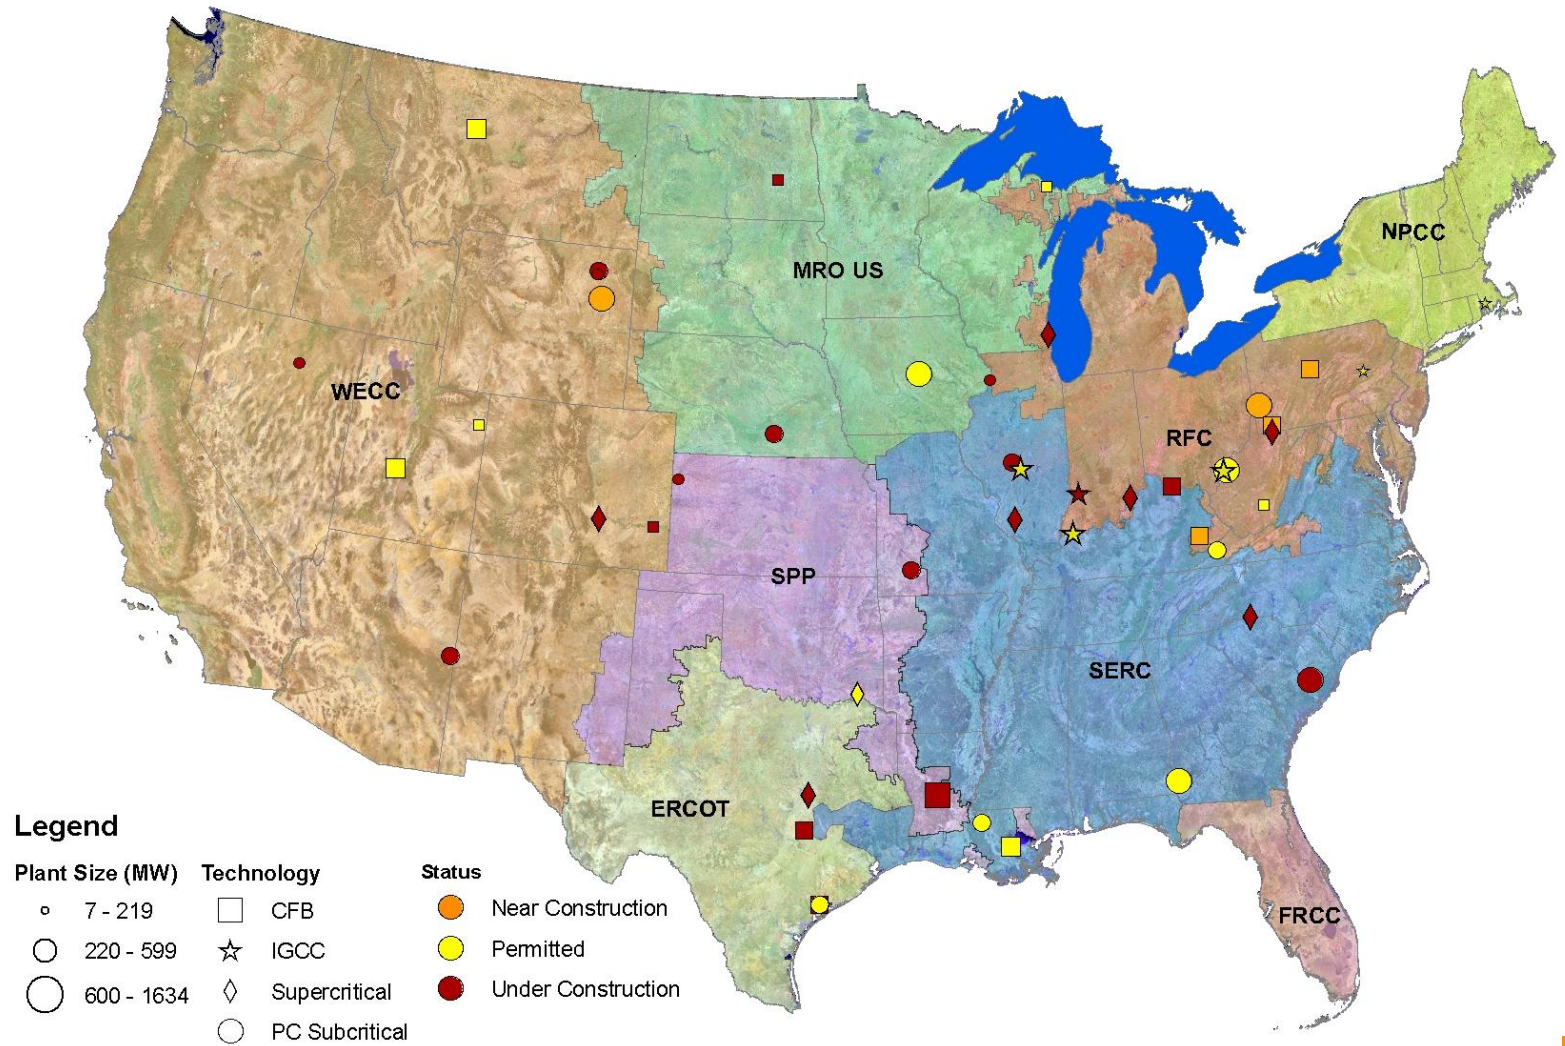 NPCC
MRO US
WECC
RFC
SPP
SERC
ERCOT
FRCC
Legend
Plant Size (MW)
7 - 219
220 - 599
600 - 1634
Technology
CFB
IGCC
Supercritical
PC Subcritical
Status
Near Construction
Permitted
Under Construction